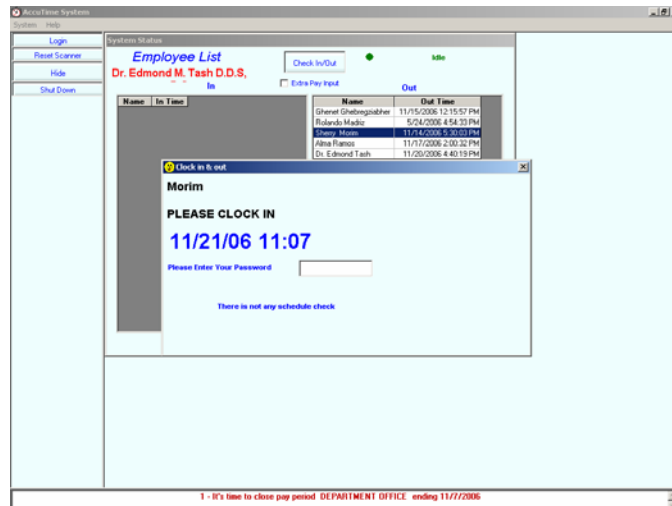 AccuTime System
System Help
Login
Reset Scanner
Hide
Shut Down
System Status
Employee List
Dr. Edmond M. Tash D.D.S,
Check In/Out
Idle
Extra Pay Input
In
Out
Name In Time
Name Out Time
Ghenet Ghebregziabher 11/15/2006 12:15:57 PM
Rolando Madriz 5/24/2006 4:54:33 PM
Sherry Morim 11/14/2006 5:30:03 PM
Alma Ramos 11/17/2006 2:00:32 PM
Dr. Edmond Tash 11/20/2006 4:40:19 PM
Clock in & out
Morim
PLEASE CLOCK IN
11/21/06 11:07
Please Enter Your Password
There is not any schedule check
1 - It's time to close pay period DEPARTMENT OFFICE ending 11/7/2006